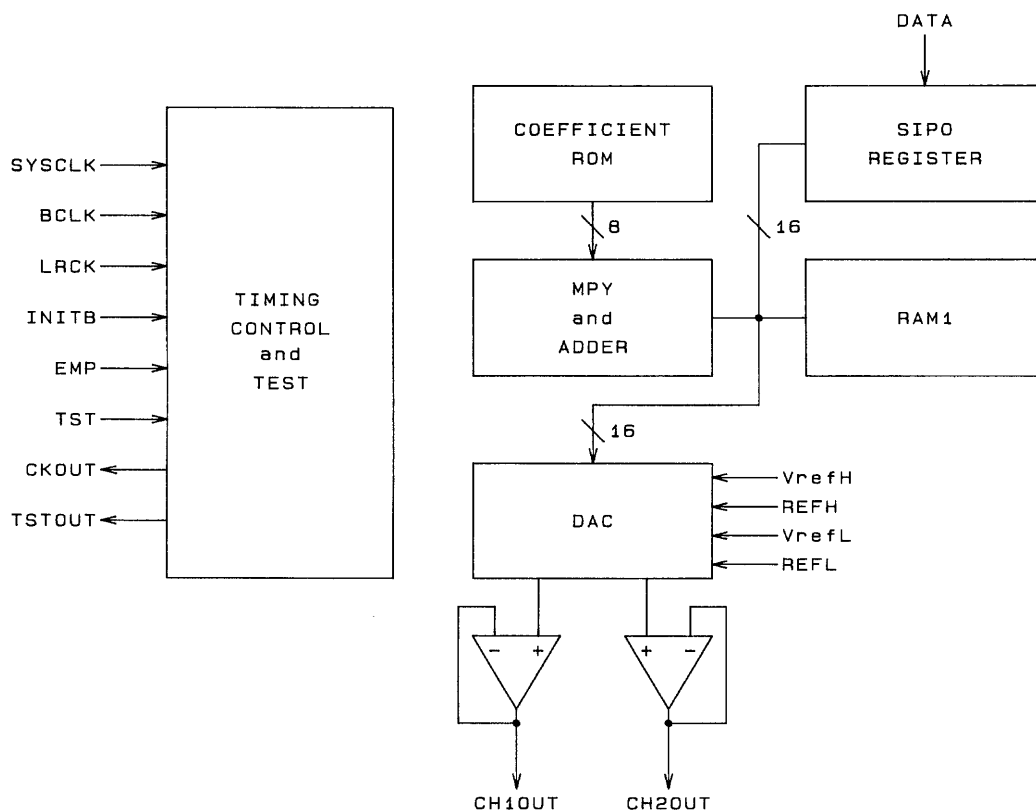 DATA
COEFFICIENT
ROM
SIPO
REGISTER
SYSCLK
BCLK
LRCK
INITB
EMP
TST
CKOUT
TSTOUT
TIMING
CONTROL
and
TEST
8
16
MPY
and
ADDER
RAM1
16
DAC
VrefH
REFH
VrefL
REFL
- +
+ -
CH1OUT
CH2OUT